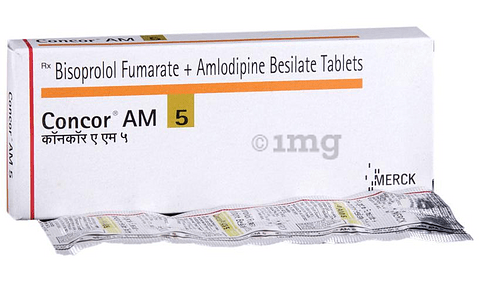 Rx Bisoprolol Fumarate + Amlodipine Besilate Tablets
Concor® AM 5
कॉनकॉर ए एम ५
©1mg
MERCK
Concor® AM 5